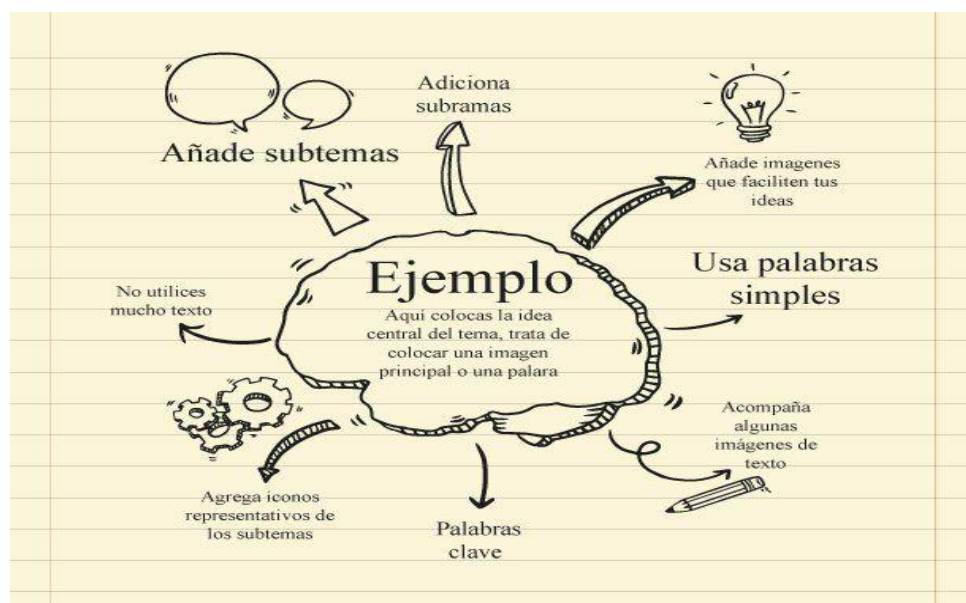 Adiciona
subramas
Añade subtemas
Añade imagenes
que faciliten tus
ideas
Ejemplo
Aquí colocas la idea
central del tema, trata de
colocar una imagen
principal o una palara
Usa palabras
simples
No utilices
mucho texto
Acompaña
algunas
imágenes de
texto
Agrega iconos
representativos de
los subtemas
Palabras
clave